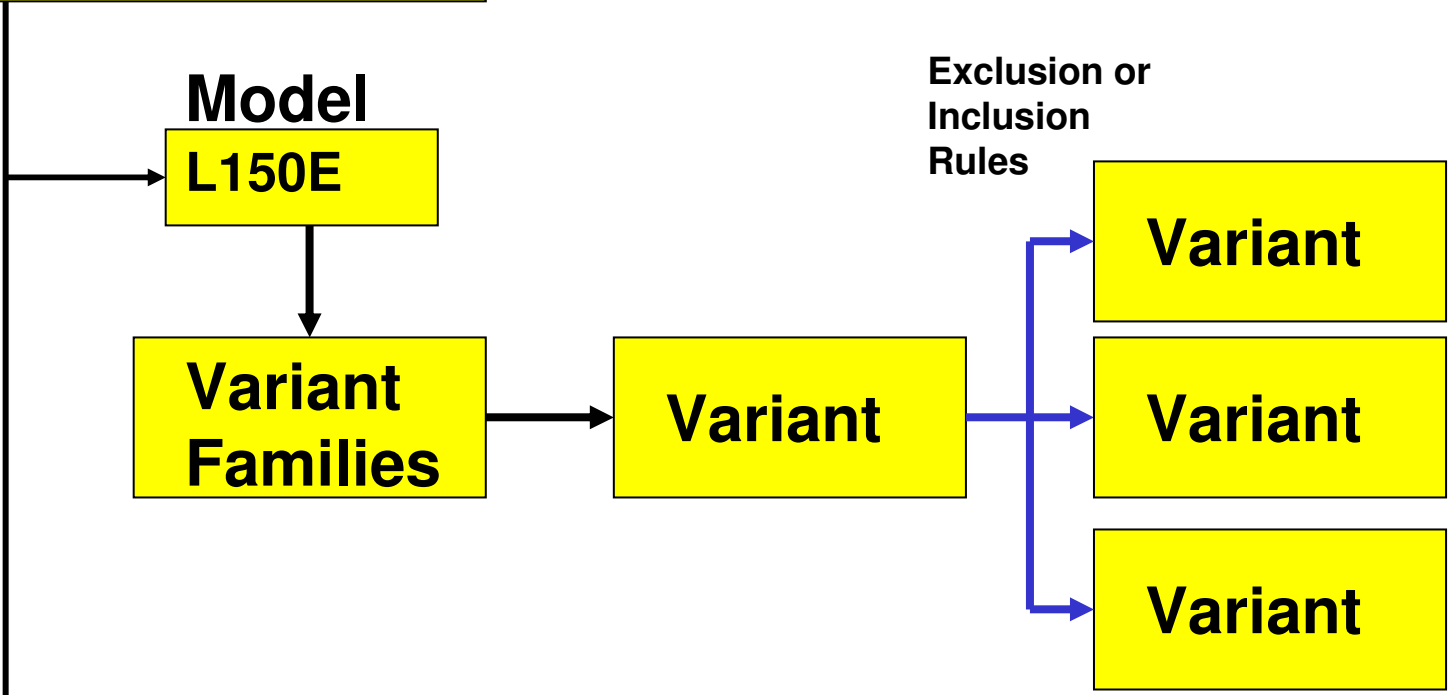 Model
L150E
Exclusion or
Inclusion
Rules
Variant
Variant
Families
Variant
Variant
Variant